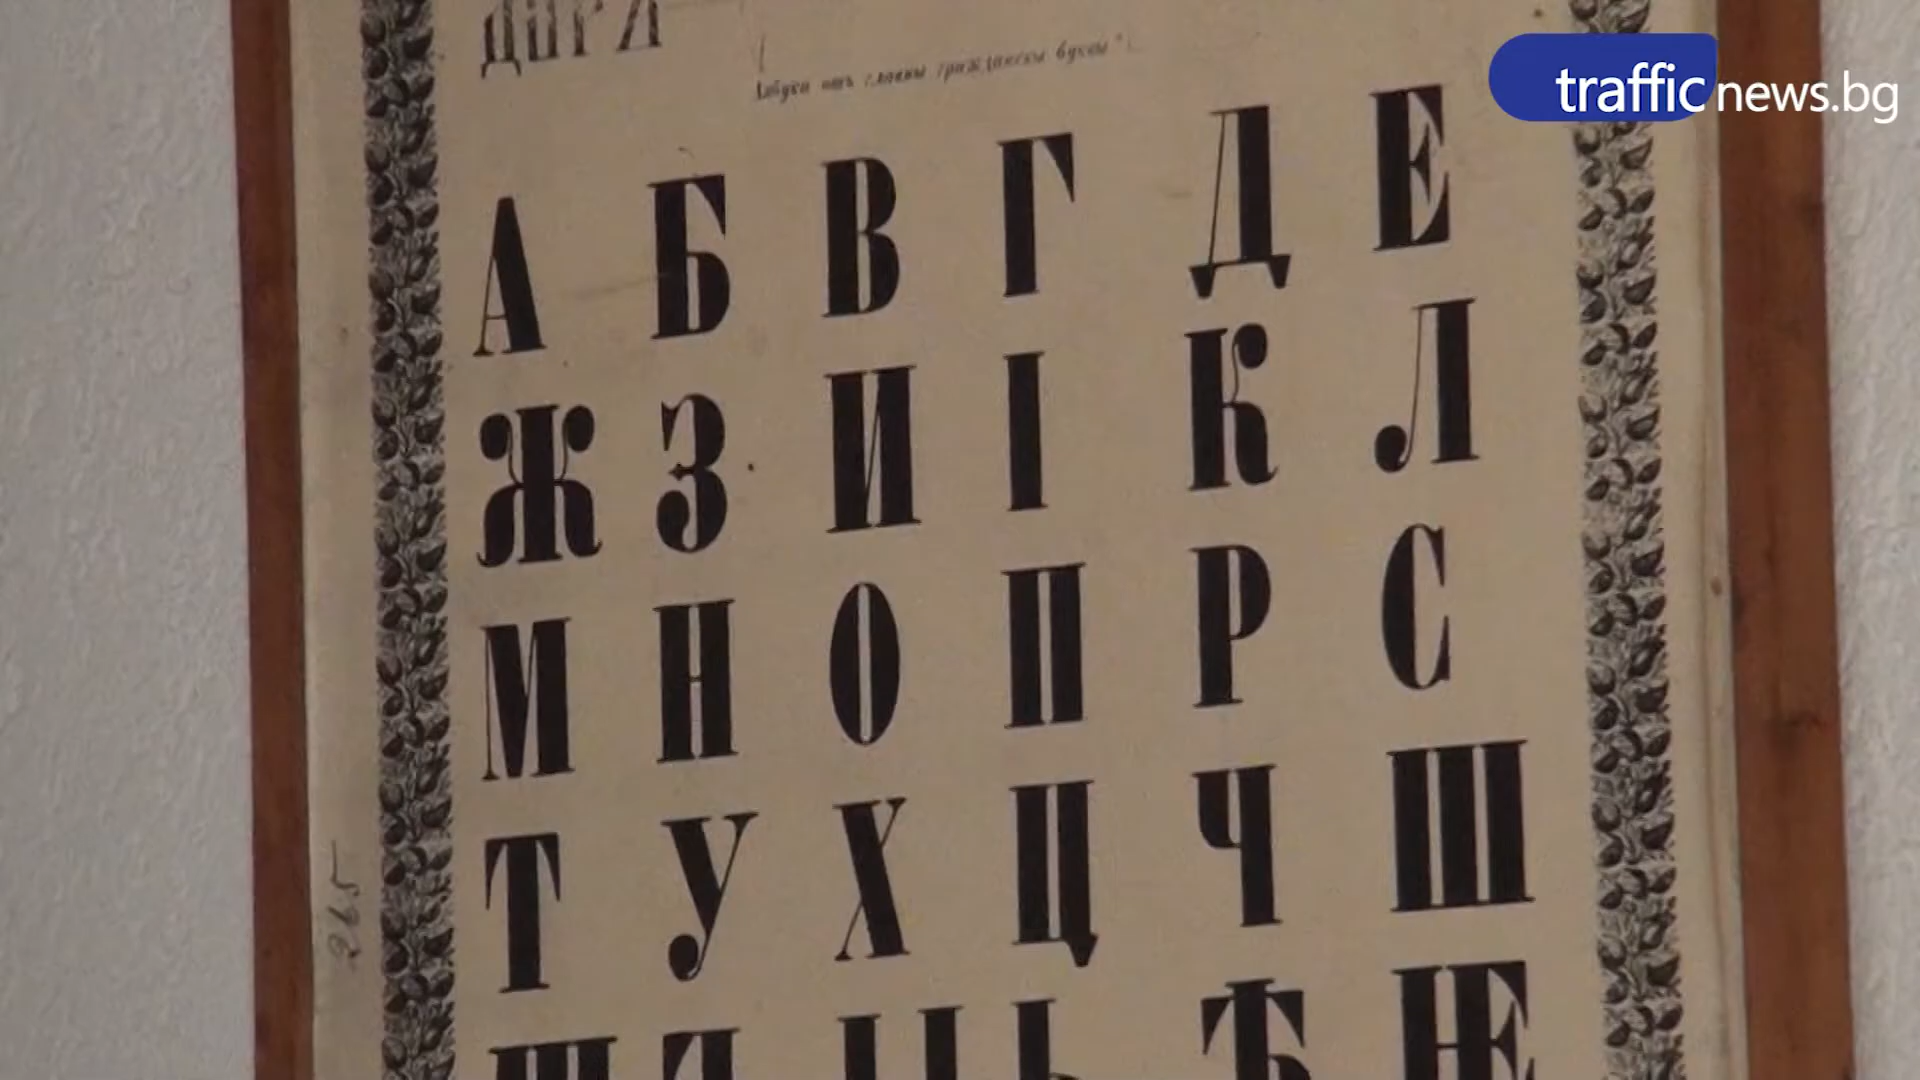 trafficnews.bg
А Б В Г Д Е
Ж З И І К Л
М Н О П Р С
Т У Х Ц Ч Ш
Ѣ